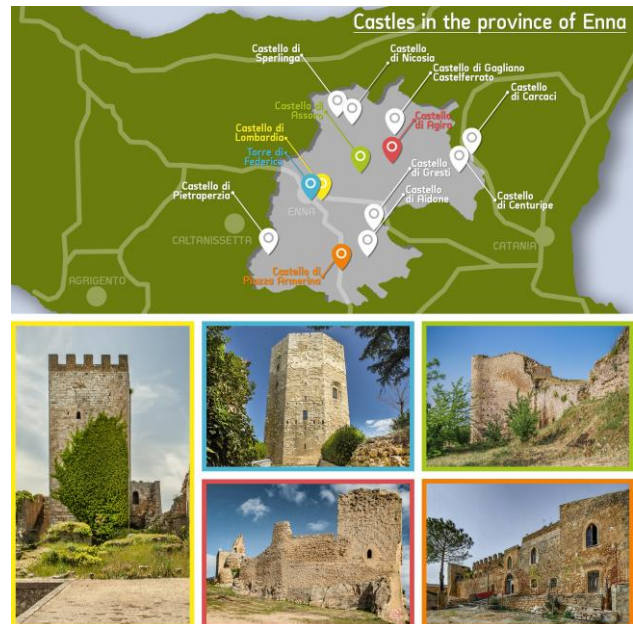 Castles in the province of Enna
Castello di
Sperlinga
Castello
di Nicosia
Castello di Gagliano
Castelferrato
Castello
di Carcaci
Castello di
Assoro
Castello
di Agira
Castello di
Lombardia
Torre di
Federico
Castello
di Gresti
Castello
di Aidone
Castello
di Centuripe
Castello di
Pietraperzia
ENNA
CALTANISSETTA
CATANIA
Castello di
Piazza Armerina
AGRIGENTO